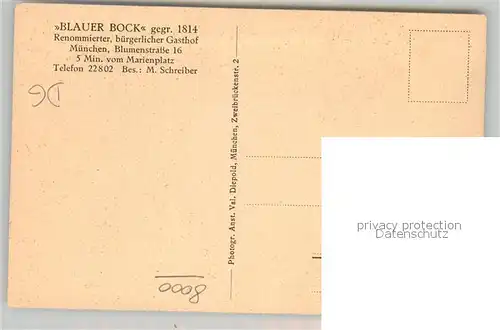 »BLAUER BOCK« gegr. 1814
Renommierter, bürgerlicher Gasthof
München, Blumenstraße 16
5 Min. vom Marienplatz
Telefon 22802 Bes.: M. Schreiber
DG
Photogr. Anst. Val. Diepold, München, Zweibrückenstr. 2
privacy protection
Datenschutz
8000